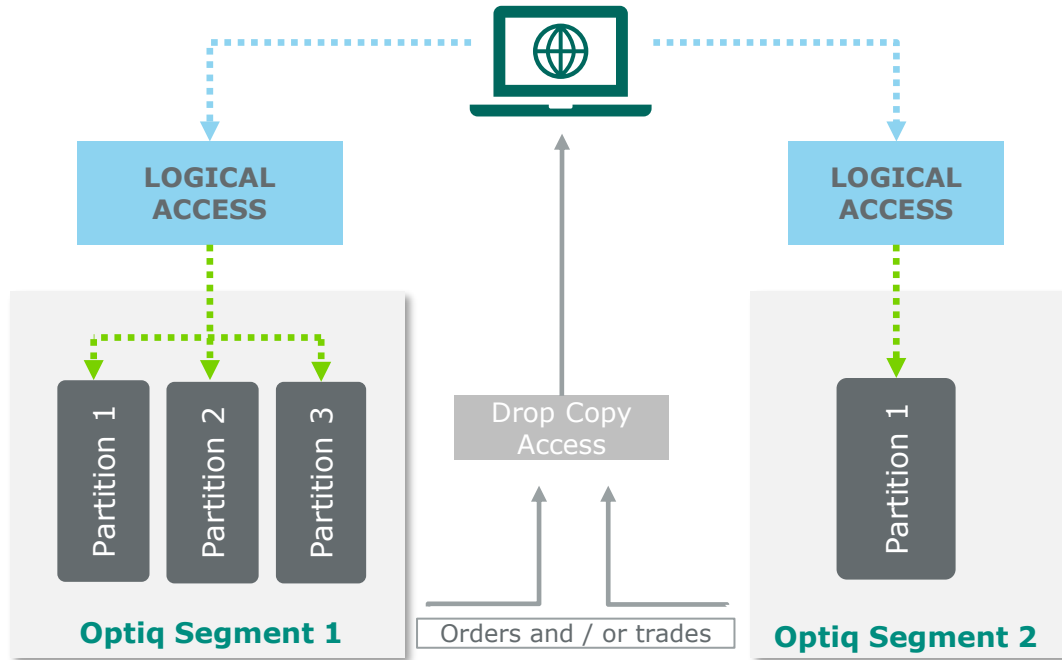 LOGICAL
ACCESS
LOGICAL
ACCESS
Partition 1
Partition 2
Partition 3
Optiq Segment 1
Drop Copy
Access
Orders and / or trades
Partition 1
Optiq Segment 2